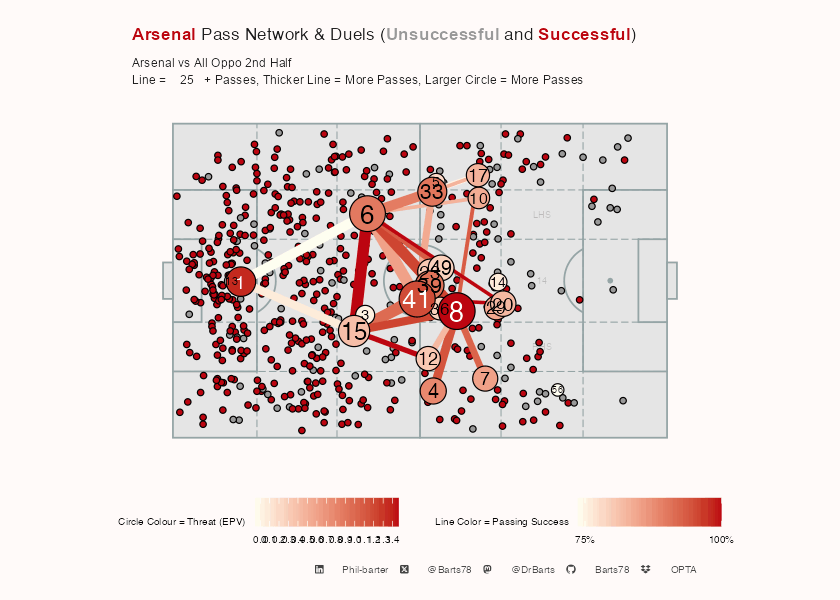 Arsenal Pass Network & Duels (Unsuccessful and Successful)
Arsenal vs All Oppo 2nd Half
Line = 25 + Passes, Thicker Line = More Passes, Larger Circle = More Passes
17
33
10
6
LHS
49
1
14
14
41
8
3
15
12
7
4
56
Circle Colour = Threat (EPV)
Line Color = Passing Success
75%
100%
Phil-barter
@Barts78
@DrBarts
Barts78
OPTA